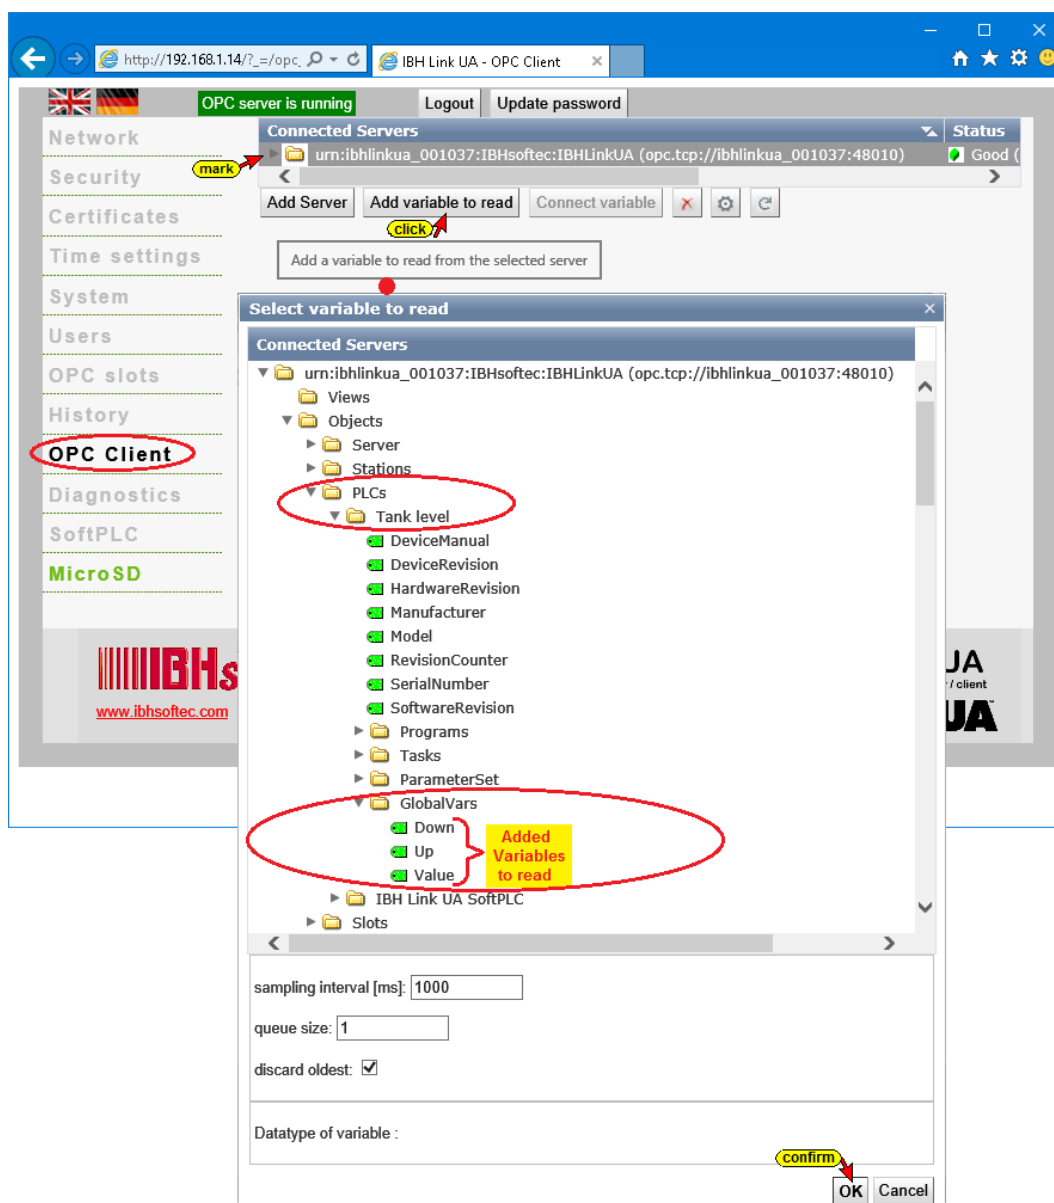 http://192.168.1.14/?_=/opc_
IBH Link UA - OPC Client
OPC server is running
Logout
Update password
Network
Security
Certificates
Time settings
System
Users
OPC slots
History
OPC Client
Diagnostics
SoftPLC
MicroSD
Connected Servers
Status
mark
urn:ibhlinkua_001037:IBHsoftec:IBHLinkUA (opc.tcp://ibhlinkua_001037:48010)
Good (
Add Server
Add variable to read
Connect variable
click
Add a variable to read from the selected server
Select variable to read
Connected Servers
urn:ibhlinkua_001037:IBHsoftec:IBHLinkUA (opc.tcp://ibhlinkua_001037:48010)
Views
Objects
Server
Stations
PLCs
Tank level
DeviceManual
DeviceRevision
HardwareRevision
Manufacturer
Model
RevisionCounter
SerialNumber
SoftwareRevision
Programs
Tasks
ParameterSet
GlobalVars
Down
Up
Value
Added
Variables
to read
IBH Link UA SoftPLC
Slots
IBHs
www.ibhsoftec.com
UA
/ client
UA
sampling interval [ms]: 1000
queue size: 1
discard oldest:
Datatype of variable :
confirm
OK
Cancel